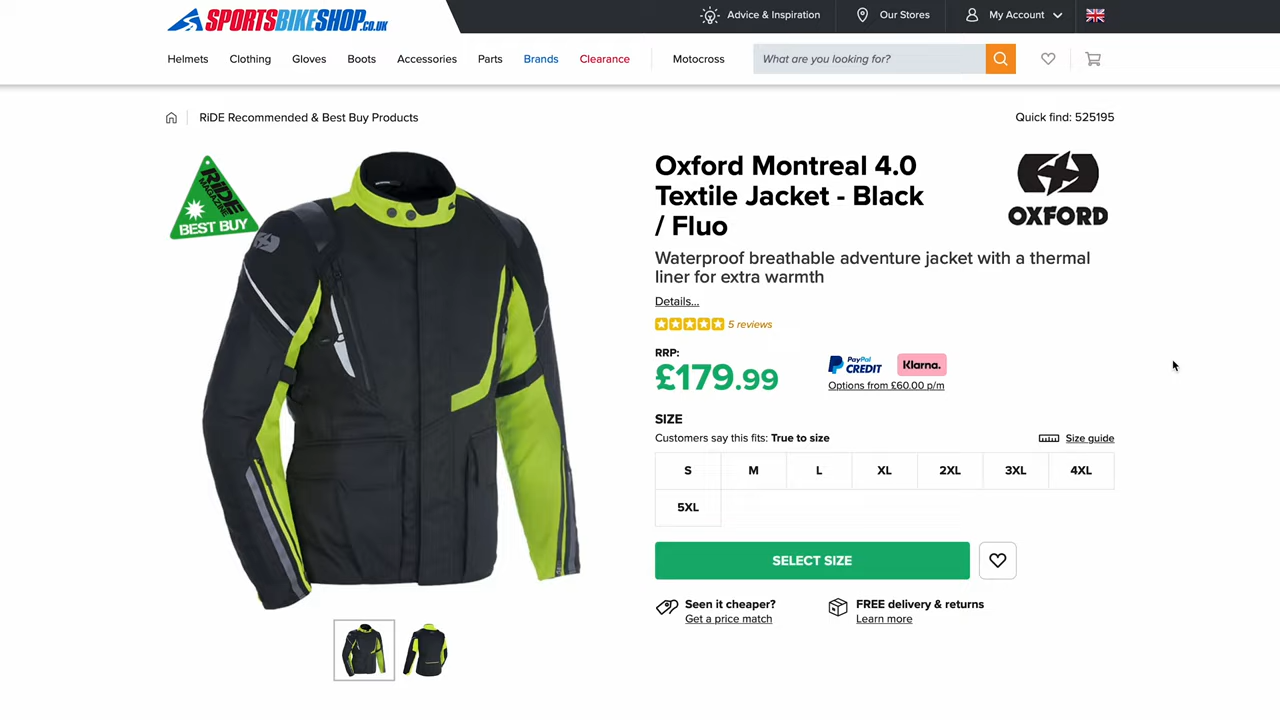 SPORTSBIKESHOP.CO.UK
Advice & Inspiration
Our Stores
My Account
Helmets
Clothing
Gloves
Boots
Accessories
Parts
Brands
Clearance
Motocross
What are you looking for?
RiDE Recommended & Best Buy Products
Quick find: 525195
RiDE
MAGAZINE
BEST BUY
Oxford Montreal 4.0
Textile Jacket - Black
/ Fluo
OXFORD
Waterproof breathable adventure jacket with a thermal
liner for extra warmth
Details...
5 reviews
RRP:
£179.99
PayPal
CREDIT
Klarna.
Options from £60.00 p/m
SIZE
Customers say this fits: True to size
Size guide
S
M
L
XL
2XL
3XL
4XL
5XL
SELECT SIZE
Seen it cheaper?
Get a price match
FREE delivery & returns
Learn more